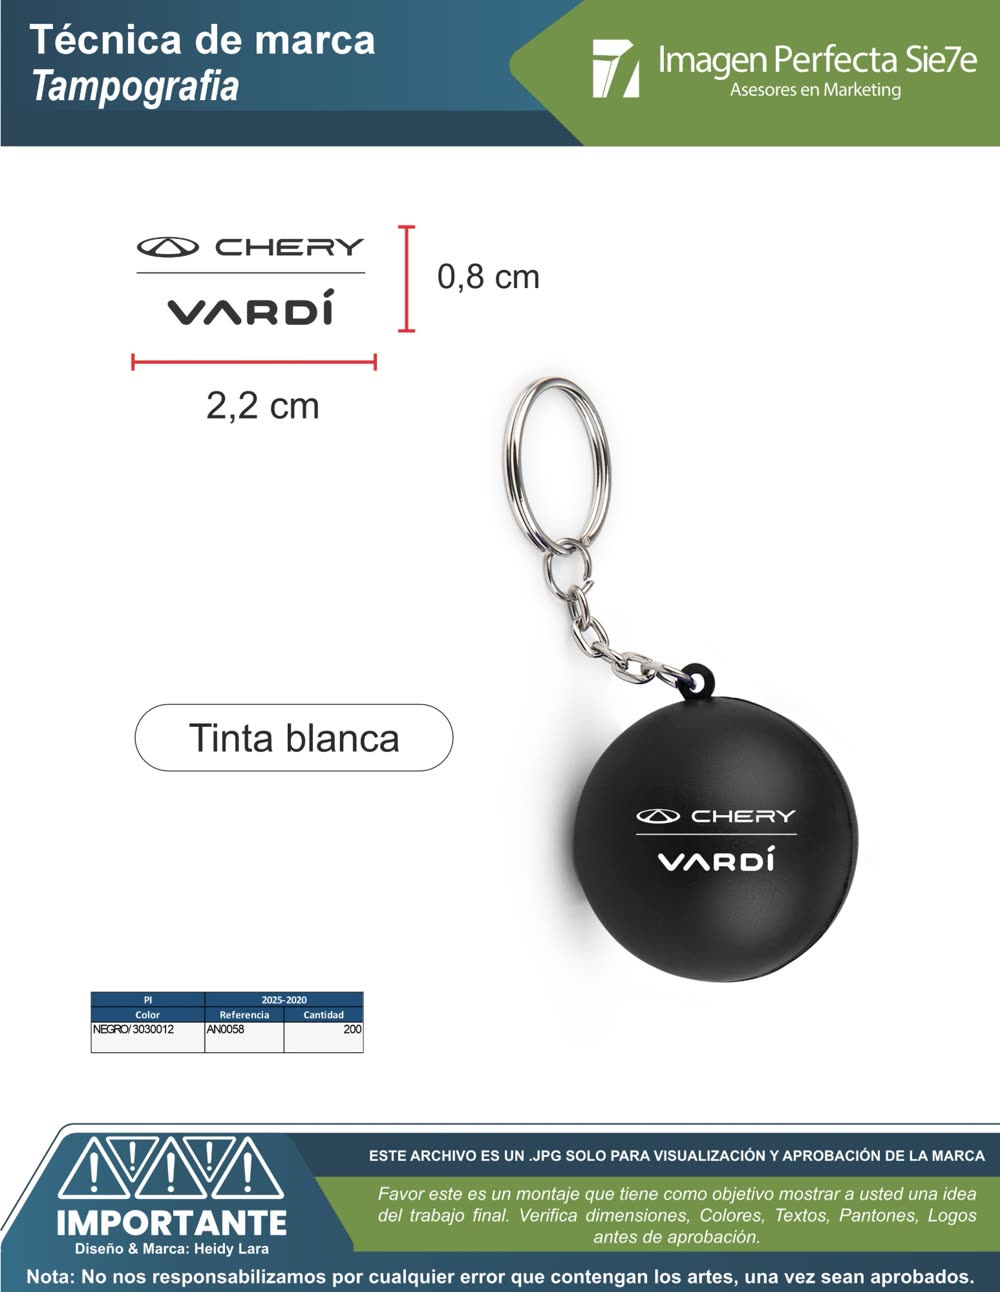 Técnica de marca
Tampografia
Imagen Perfecta Sie7e
Asesores en Marketing
CHERY
VARDÍ
0,8 cm
2,2 cm
Tinta blanca
CHERY
VARDÍ
PI 2025-2020
Color Referencia Cantidad
NEGRO/ 3030012 AN0058 200
IMPORTANTE
Diseño & Marca: Heidy Lara
ESTE ARCHIVO ES UN .JPG SOLO PARA VISUALIZACIÓN Y APROBACIÓN DE LA MARCA
Favor este es un montaje que tiene como objetivo mostrar a usted una idea
del trabajo final. Verifica dimensiones, Colores, Textos, Pantones, Logos
antes de aprobación.
Nota: No nos responsabilizamos por cualquier error que contengan los artes, una vez sean aprobados.